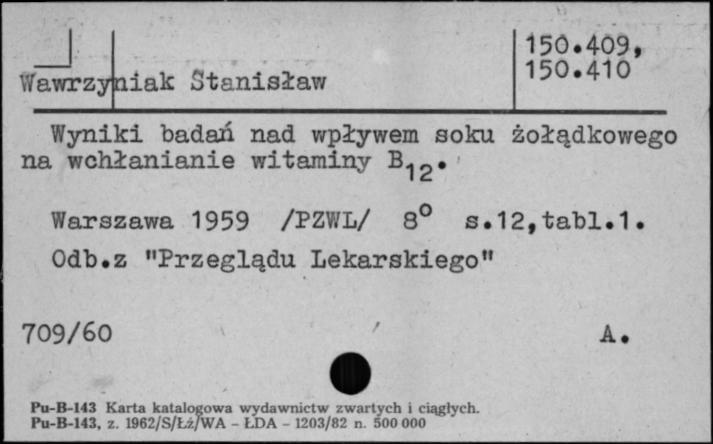 150.409,
150.410
Wawrzyniak Stanisław
Wyniki badań nad wpływem soku żołądkowego
na wchłanianie witaminy B12.
Warszawa 1959 /PZWL/ 8° s.12,tabl.1.
Odb.z "Przeglądu Lekarskiego"
709/60 A.
Pu-B-143 Karta katalogowa wydawnictw zwartych i ciągłych.
Pu-B-143, z. 1962/S/Łź/WA - ŁDA - 1203/82 n. 500 000